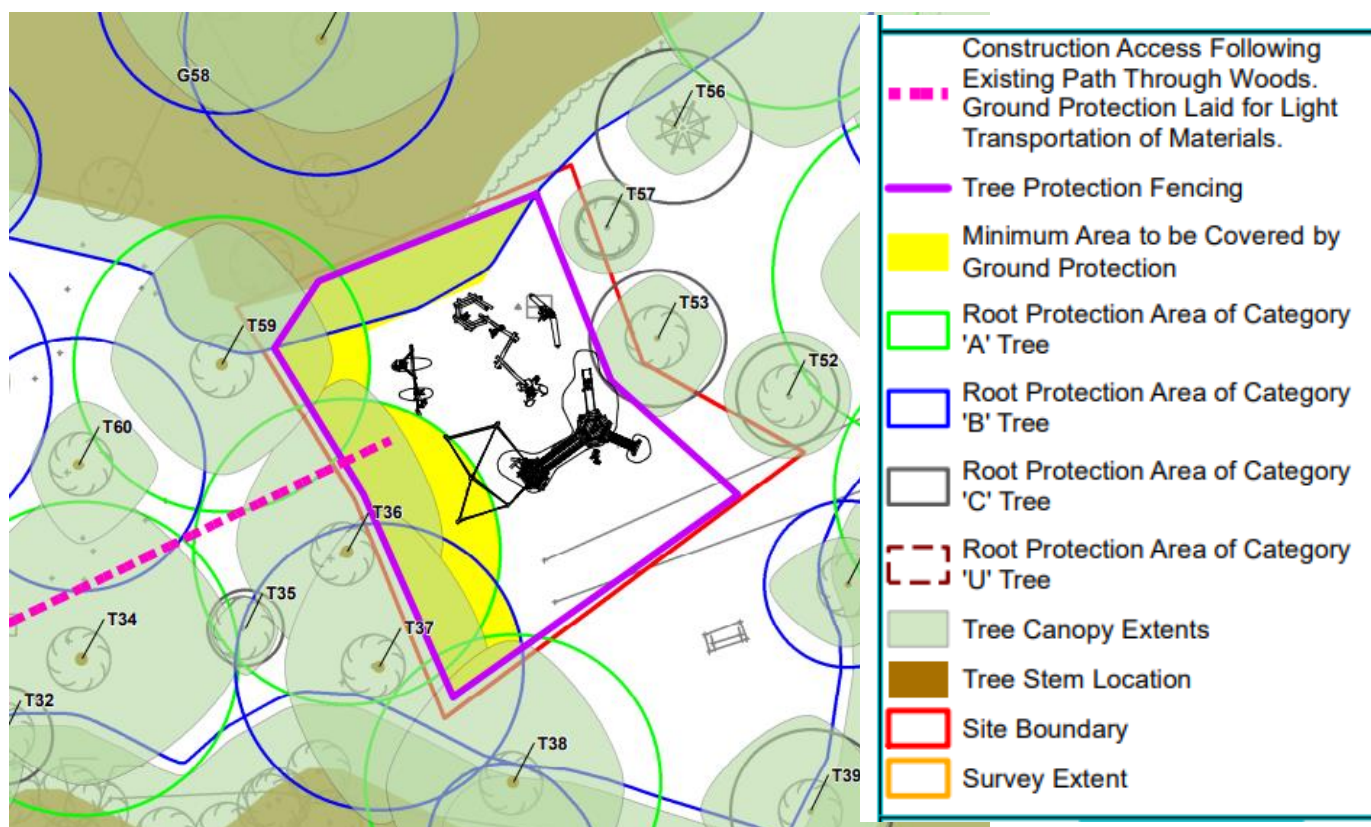 G58
T56
T57
T53
T59
T52
T60
T36
T35
T34
T37
T32
T38
T39
Construction Access Following
Existing Path Through Woods.
Ground Protection Laid for Light
Transportation of Materials.
Tree Protection Fencing
Minimum Area to be Covered by
Ground Protection
Root Protection Area of Category
'A' Tree
Root Protection Area of Category
'B' Tree
Root Protection Area of Category
'C' Tree
Root Protection Area of Category
'U' Tree
Tree Canopy Extents
Tree Stem Location
Site Boundary
Survey Extent